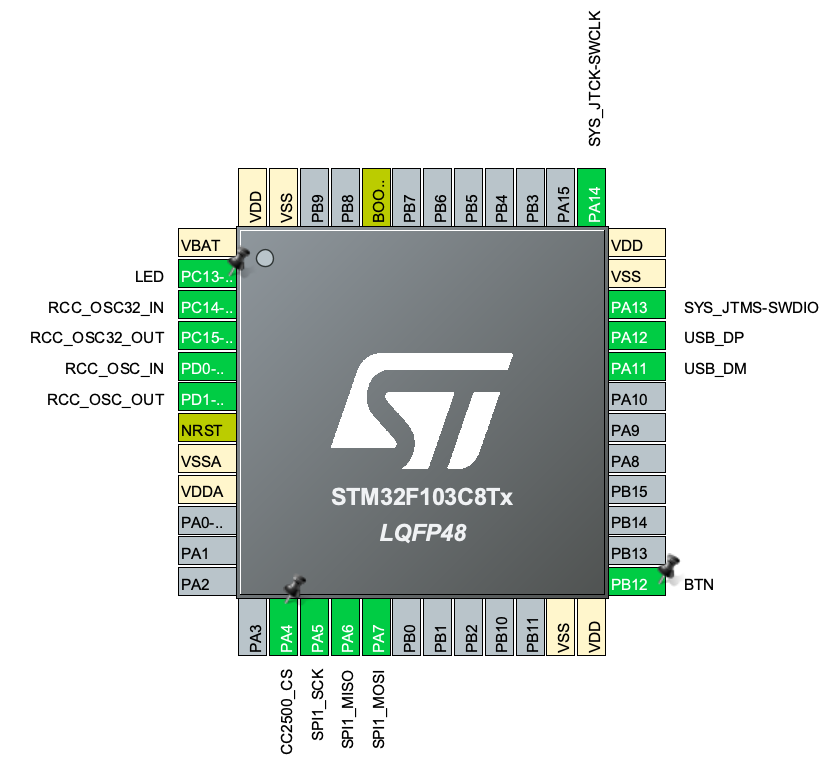 SYS_JTCK-SWCLK
VDD
VSS
PB9
PB8
BOO..
PB7
PB6
PB5
PB4
PB3
PA15
PA14
VBAT
LED PC13-..
RCC_OSC32_IN PC14-..
RCC_OSC32_OUT PC15-..
RCC_OSC_IN PD0-..
RCC_OSC_OUT PD1-..
NRST
VSSA
VDDA
PA0-..
PA1
PA2
ST
STM32F103C8Tx
LQFP48
VDD
VSS
PA13 SYS_JTMS-SWDIO
PA12 USB_DP
PA11 USB_DM
PA10
PA9
PA8
PB15
PB14
PB13
PB12 BTN
PA3
PA4
PA5
PA6
PA7
PB0
PB1
PB2
PB10
PB11
VSS
VDD
CC2500_CS
SPI1_SCK
SPI1_MISO
SPI1_MOSI